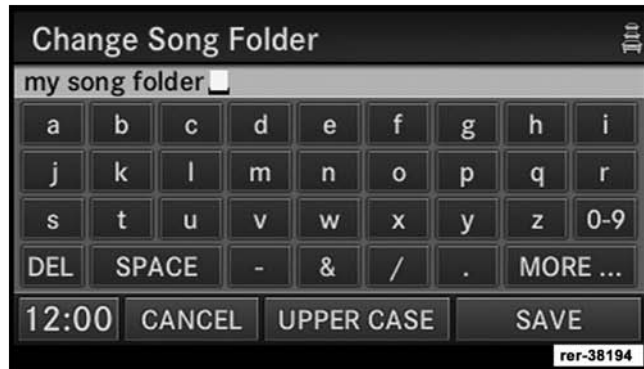 Change Song Folder
my song folder
a b c d e f g h i
j k l m n o p q r
s t u v w x y z 0-9
DEL SPACE - & / . MORE ...
12:00 CANCEL UPPER CASE SAVE
rer-38194